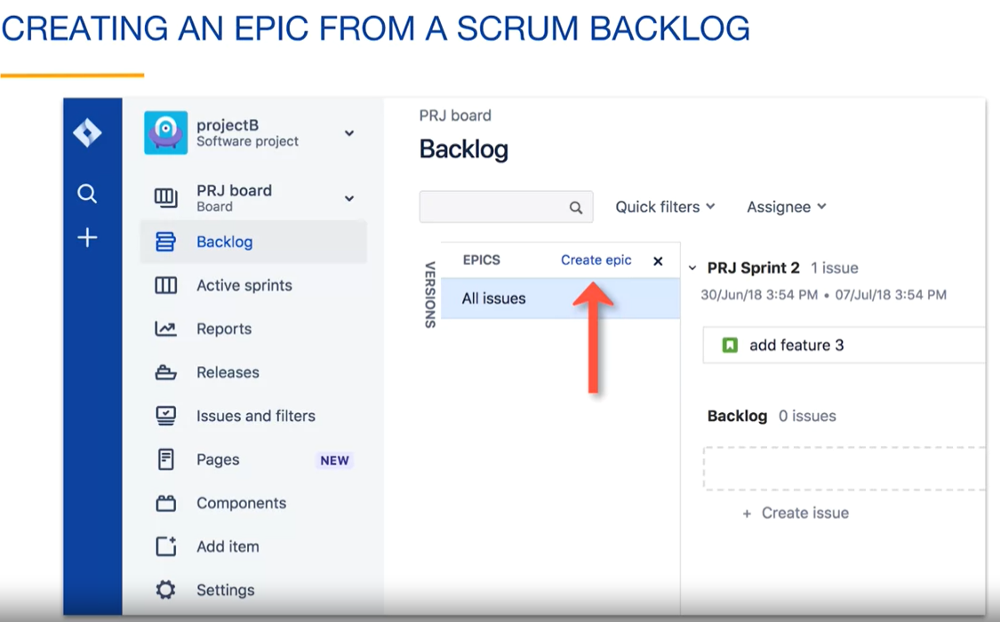 CREATING AN EPIC FROM A SCRUM BACKLOG
projectB
Software project
PRJ board
Board
Backlog
Active sprints
Reports
Releases
Issues and filters
Pages NEW
Components
Add item
Settings
PRJ board
Backlog
Quick filters Assignee
VERSIONS
EPICS Create epic
All issues
PRJ Sprint 2 1 issue
30/Jun/18 3:54 PM • 07/Jul/18 3:54 PM
add feature 3
Backlog 0 issues
+ Create issue